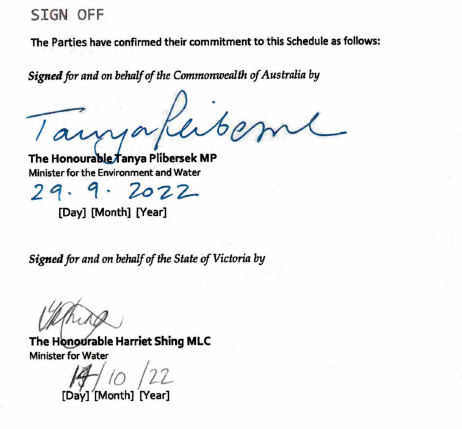 SIGN OFF
The Parties have confirmed their commitment to this Schedule as follows:
Signed for and on behalf of the Commonwealth of Australia by
Tanya Plibersek
The Honourable Tanya Plibersek MP
Minister for the Environment and Water
29. 9. 2022
[Day] [Month] [Year]
Signed for and on behalf of the State of Victoria by
The Honourable Harriet Shing MLC
Minister for Water
/10 /22
[Day] [Month] [Year]